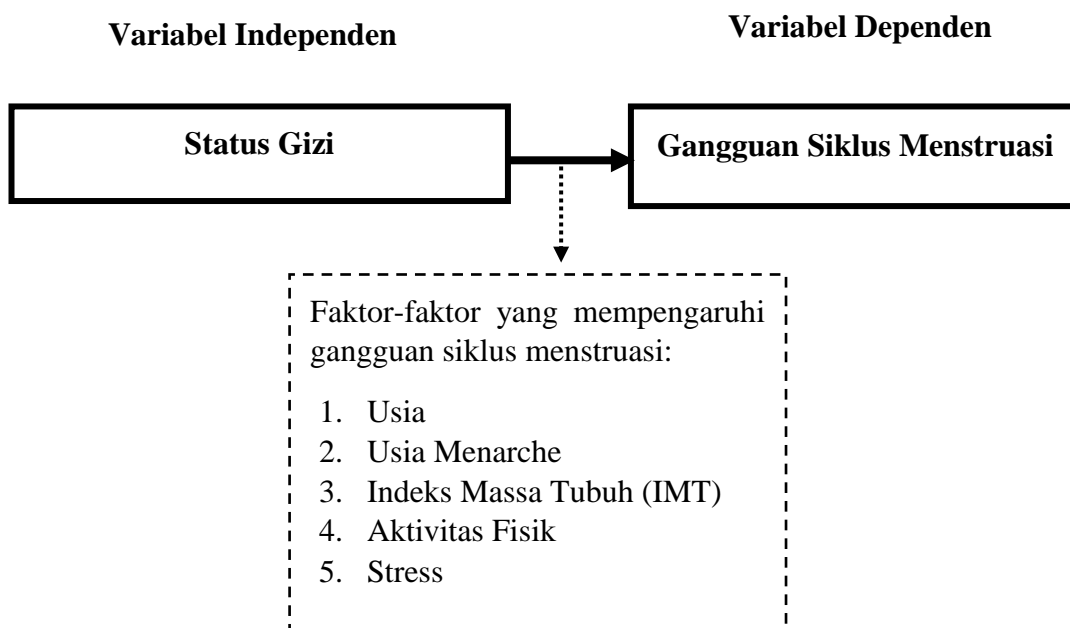 Variabel Independen
Variabel Dependen
Status Gizi
Gangguan Siklus Menstruasi
Faktor-faktor yang mempengaruhi
gangguan siklus menstruasi:
1. Usia
2. Usia Menarche
3. Indeks Massa Tubuh (IMT)
4. Aktivitas Fisik
5. Stress